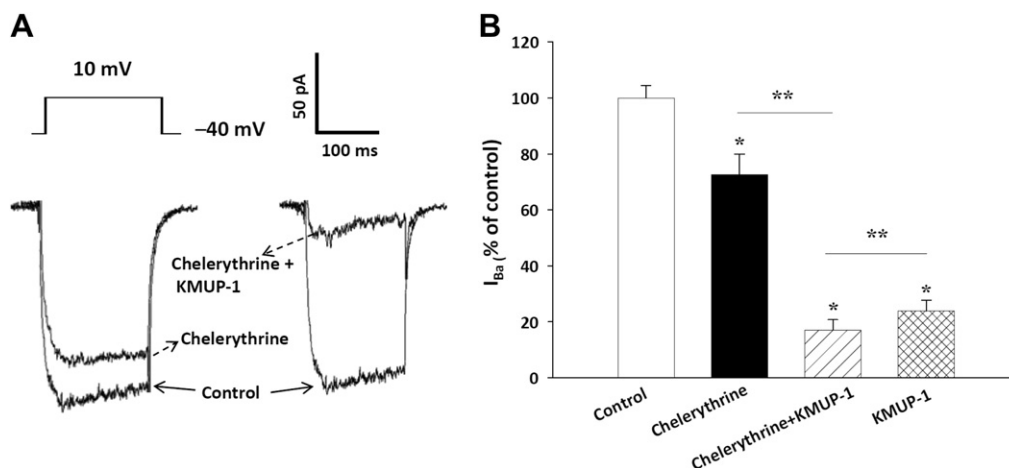 A
10 mV
−40 mV
50 pA
100 ms
Chelerythrine +
KMUP-1
Chelerythrine
Control
B
I_Ba (% of control)
120
100
80
60
40
20
0
**
*
**
*
*
Control
Chelerythrine
Chelerythrine+KMUP-1
KMUP-1